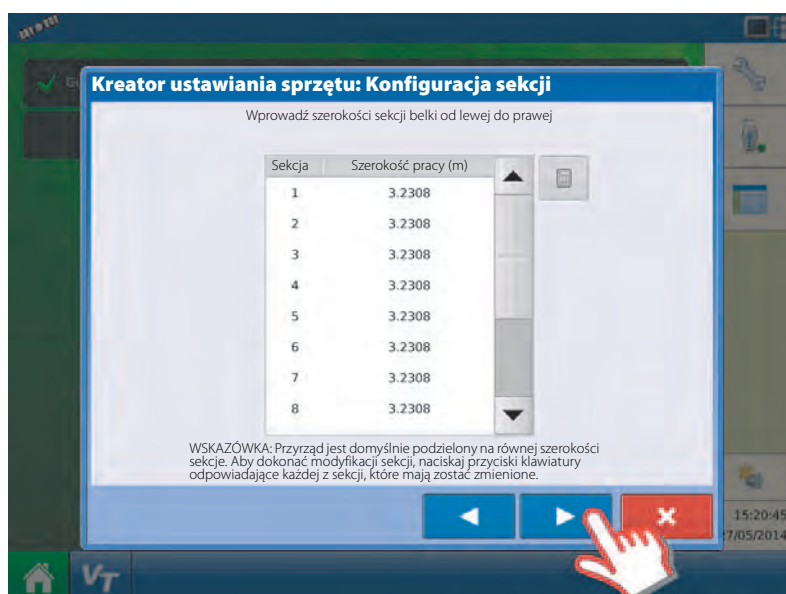 Kreator ustawiania sprzętu: Konfiguracja sekcji
Wprowadź szerokości sekcji belki od lewej do prawej
Sekcja Szerokość pracy (m)
1 3.2308
2 3.2308
3 3.2308
4 3.2308
5 3.2308
6 3.2308
7 3.2308
8 3.2308
WSKAZÓWKA: Przyrząd jest domyślnie podzielony na równej szerokości
sekcje. Aby dokonać modyfikacji sekcji, naciskaj przyciski klawiatury
odpowiadające każdej z sekcji, które mają zostać zmienione.
15:20:45
7/05/2014
VT